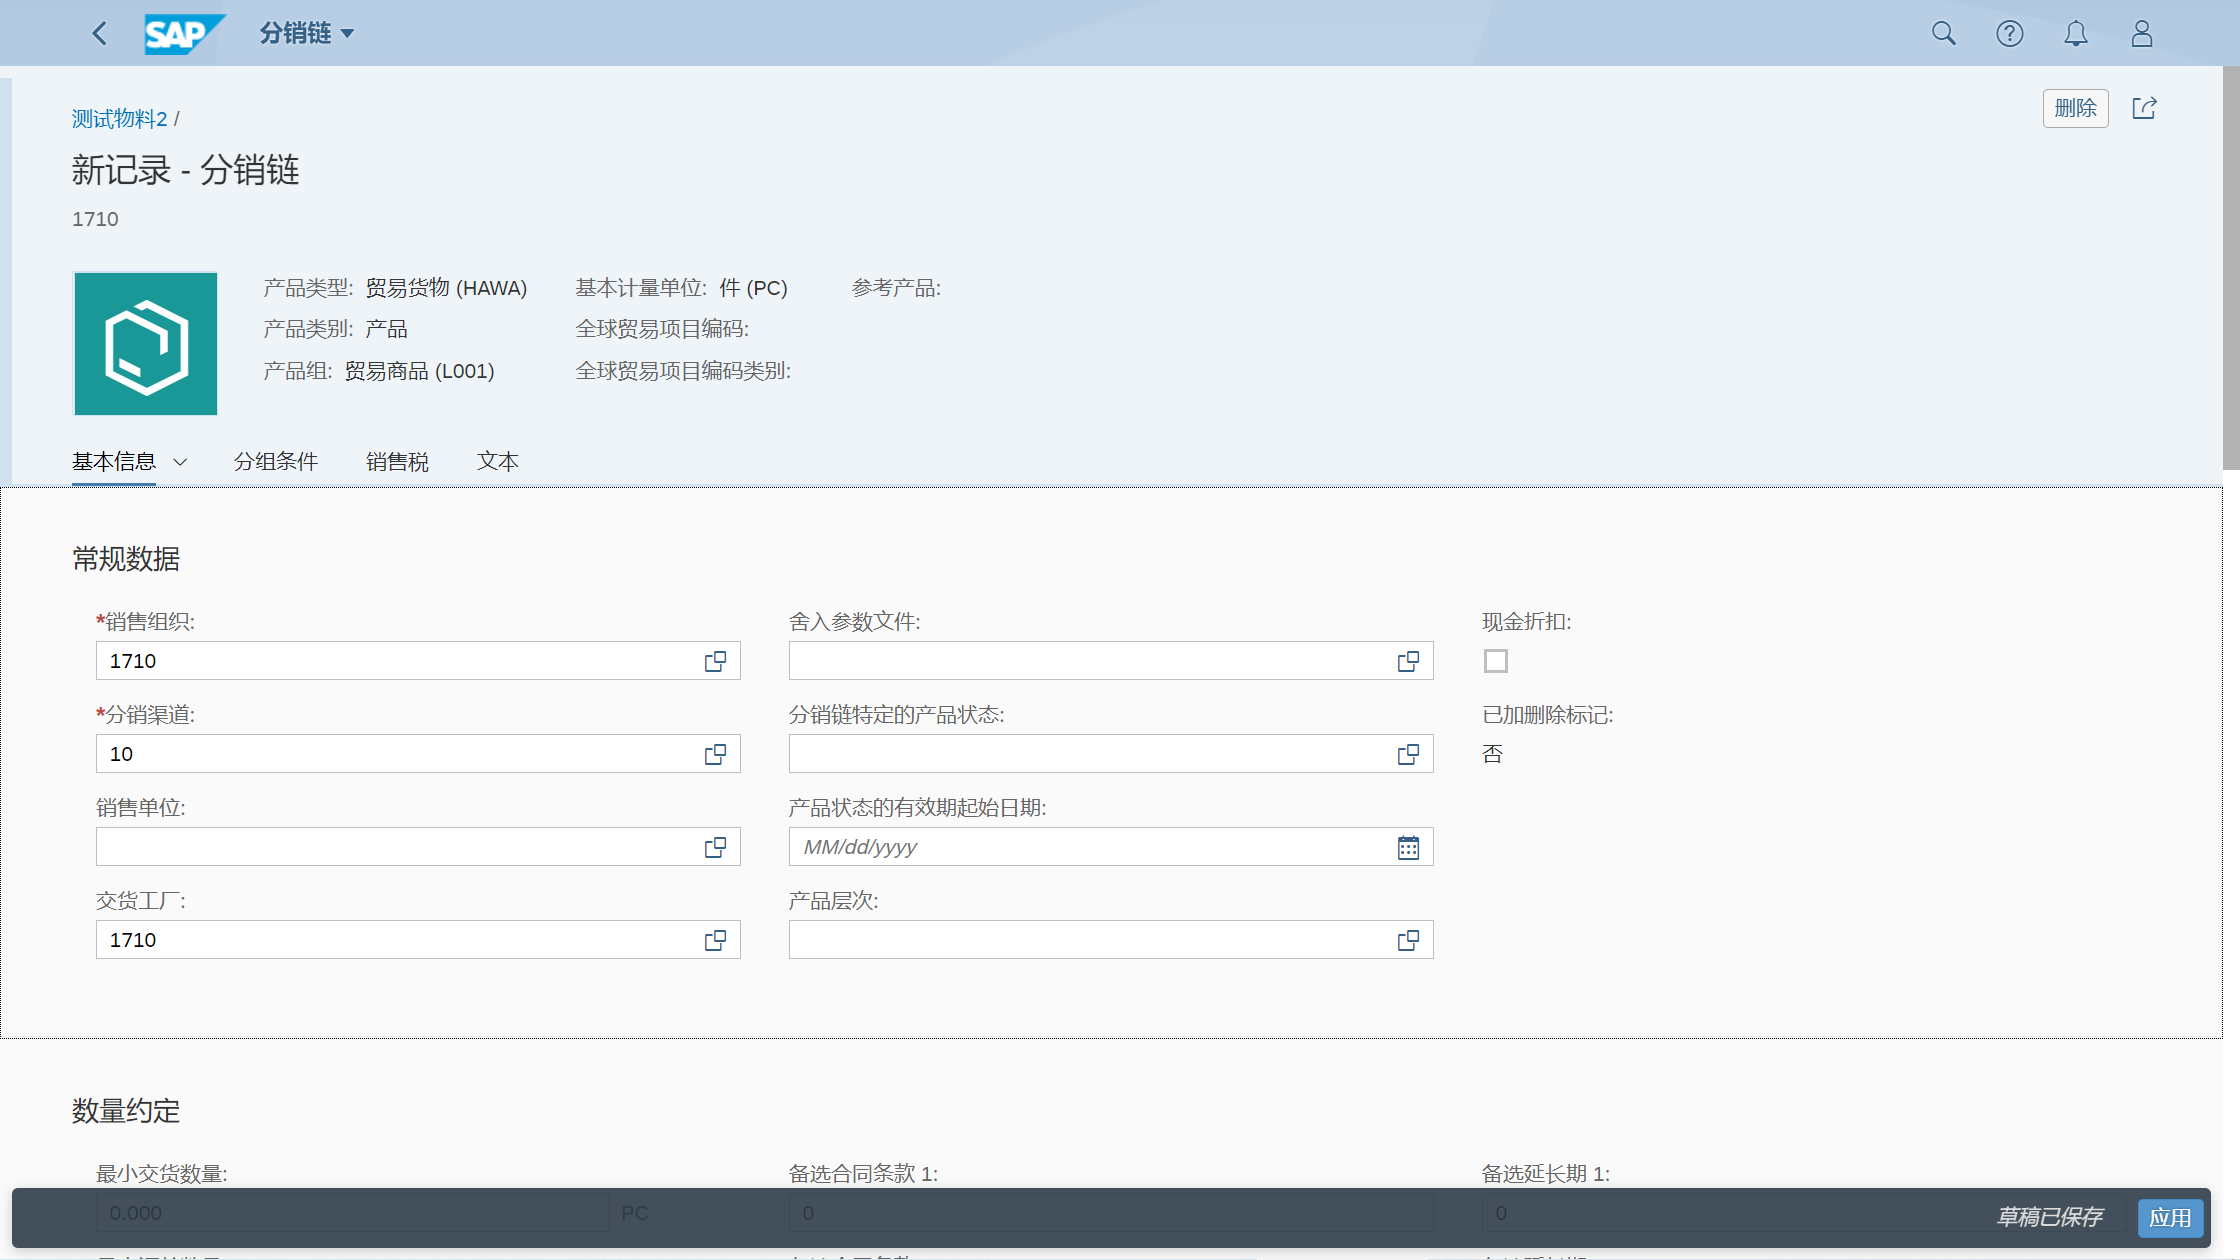 SAP 分销链
测试物料2 /
删除
新记录 - 分销链
1710
产品类型: 贸易货物 (HAWA) 基本计量单位: 件 (PC) 参考产品:
产品类别: 产品 全球贸易项目编码:
产品组: 贸易商品 (L001) 全球贸易项目编码类别:
基本信息 分组条件 销售税 文本
常规数据
*销售组织: 舍入参数文件: 现金折扣:
1710
*分销渠道: 分销链特定的产品状态: 已加删除标记:
10 否
销售单位: 产品状态的有效期起始日期:
MM/dd/yyyy
交货工厂: 产品层次:
1710
数量约定
最小交货数量: 备选合同条款 1: 备选延长期 1:
0.000 PC 0 0
草稿已保存 应用